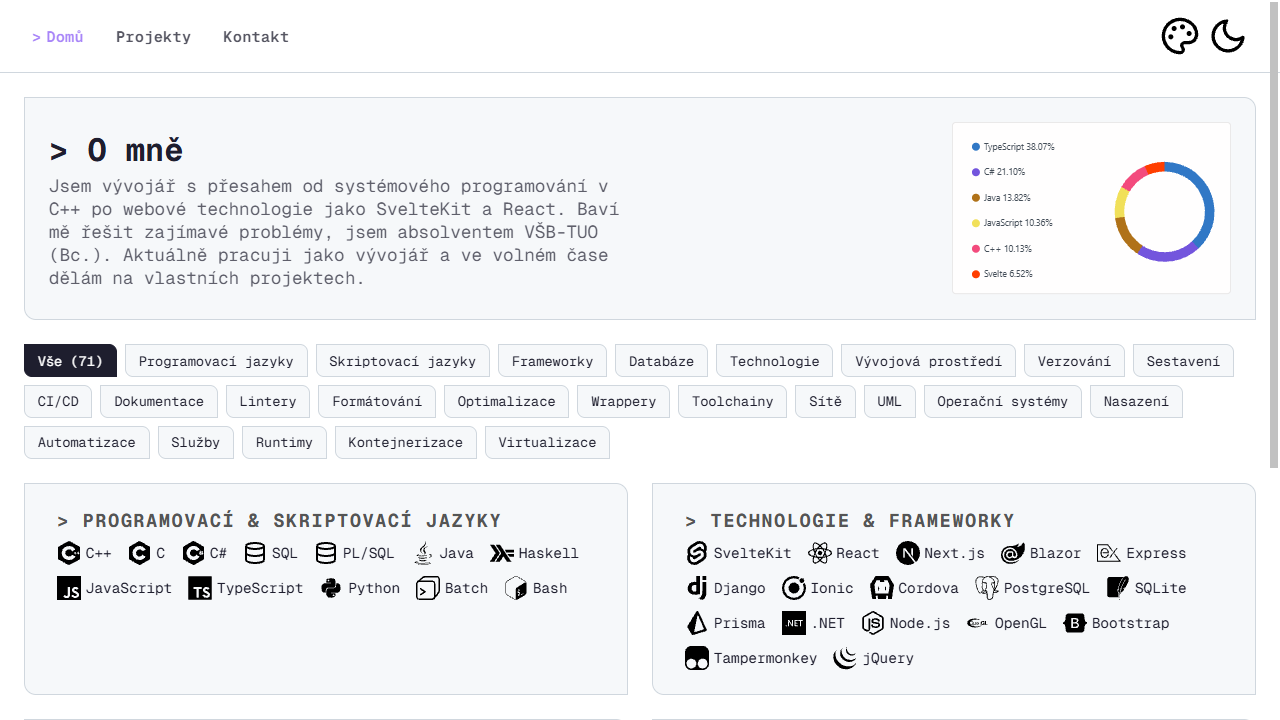 > Domů Projekty Kontakt
> O mně
Jsem vývojář s přesahem od systémového programování v
C++ po webové technologie jako SvelteKit a React. Baví
mě řešit zajímavé problémy, jsem absolventem VŠB-TUO
(Bc.). Aktuálně pracuji jako vývojář a ve volném čase
dělám na vlastních projektech.
TypeScript 38.07%
C# 21.10%
Java 13.82%
JavaScript 10.36%
C++ 10.13%
Svelte 6.52%
Vše (71) Programovací jazyky Skriptovací jazyky Frameworky Databáze Technologie Vývojová prostředí Verzování Sestavení
CI/CD Dokumentace Lintery Formátování Optimalizace Wrappery Toolchainy Sítě UML Operační systémy Nasazení
Automatizace Služby Runtimy Kontejnerizace Virtualizace
> PROGRAMOVACÍ & SKRIPTOVACÍ JAZYKY
C++ C C# SQL PL/SQL Java Haskell
JS JavaScript TS TypeScript Python Batch Bash
> TECHNOLOGIE & FRAMEWORKY
SvelteKit React N Next.js Blazor ex Express
dj Django Ionic Cordova PostgreSQL SQLite
Prisma .NET .NET JS Node.js OpenGL B Bootstrap
Tampermonkey jQuery